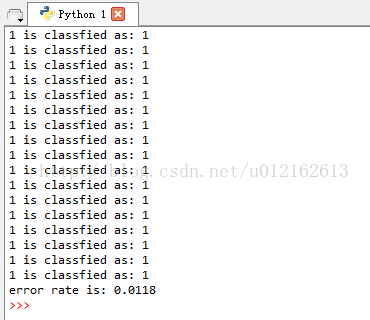 Python 1
1 is classfied as: 1
1 is classfied as: 1
1 is classfied as: 1
1 is classfied as: 1
1 is classfied as: 1
1 is classfied as: 1
1 is classfied as: 1
1 is classfied as: 1
1 is classfied as: 1
1 is classfied as: 1
http://blog.csdn.net/u012162613
1 is classfied as: 1
1 is classfied as: 1
1 is classfied as: 1
1 is classfied as: 1
1 is classfied as: 1
1 is classfied as: 1
1 is classfied as: 1
error rate is: 0.0118
>>>